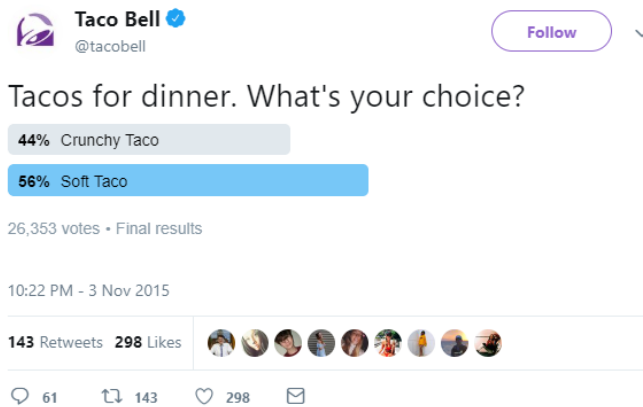 Taco Bell
@tacobell
Follow
Tacos for dinner. What's your choice?
44% Crunchy Taco
56% Soft Taco
26,353 votes • Final results
10:22 PM - 3 Nov 2015
143 Retweets 298 Likes
61 143 298